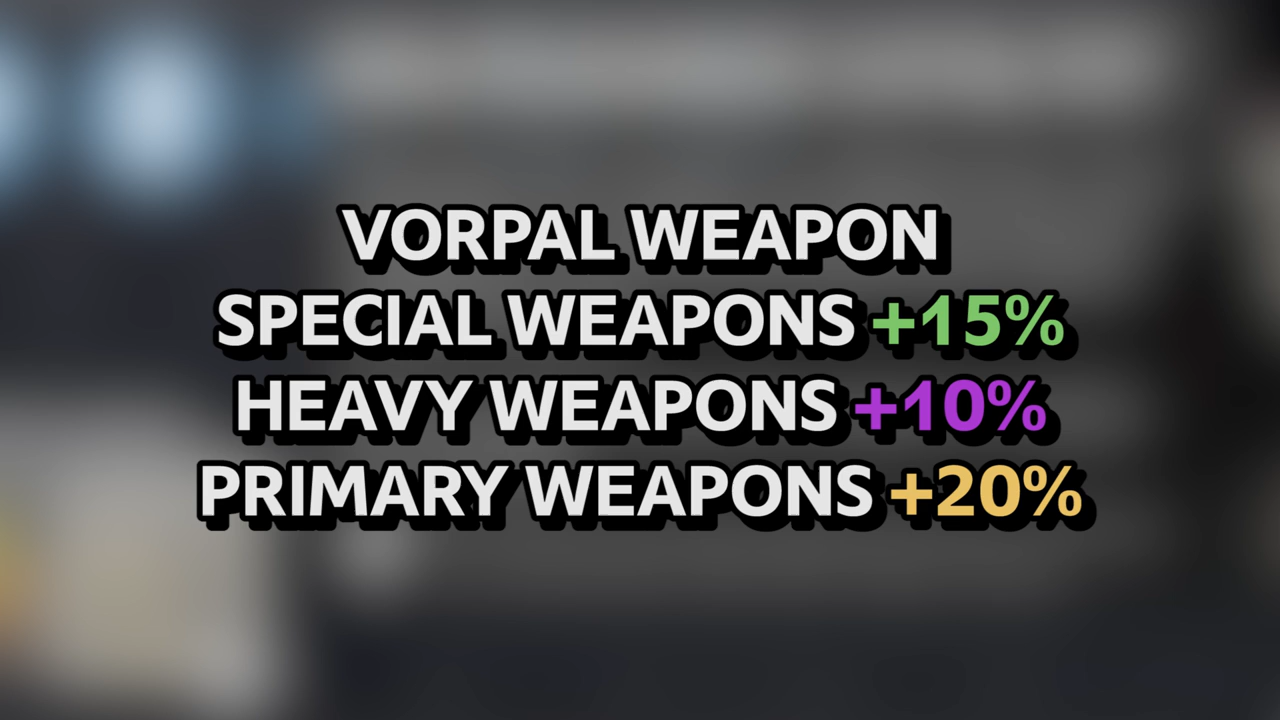 VORPAL WEAPON
SPECIAL WEAPONS +15%
HEAVY WEAPONS +10%
PRIMARY WEAPONS +20%